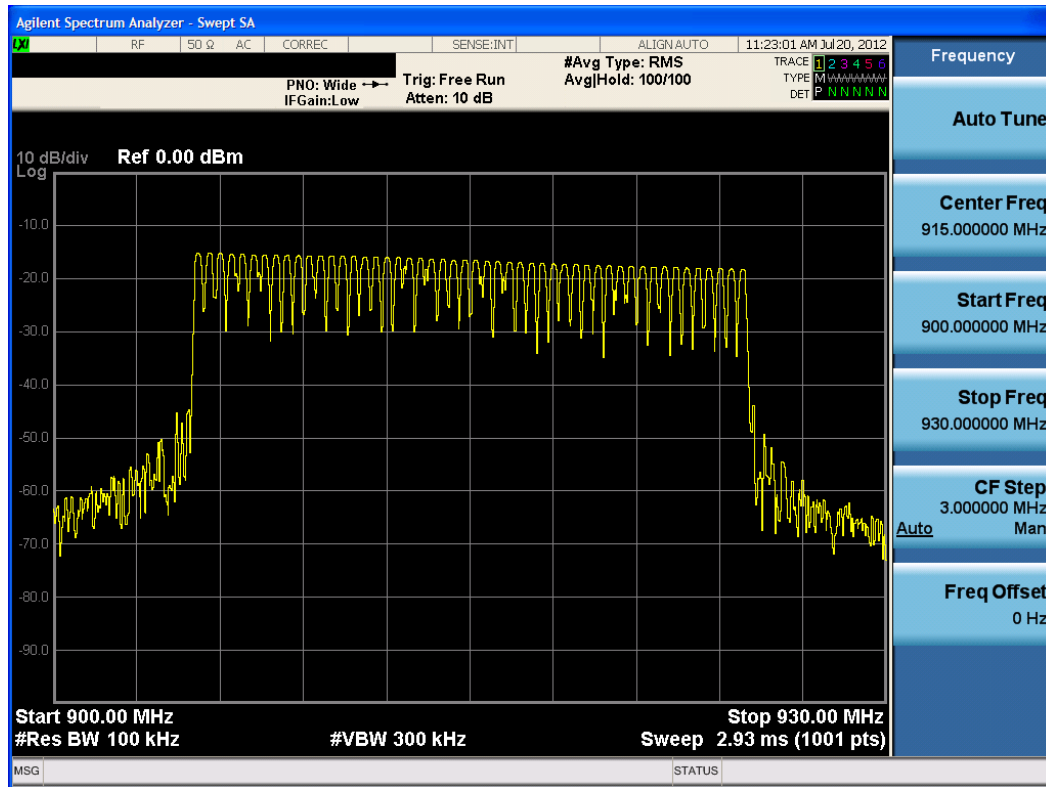 Agilent Spectrum Analyzer - Swept SA
LXI RF 50 Ω AC CORREC SENSE:INT ALIGNAUTO 11:23:01 AM Jul 20, 2012
PNO: Wide
IFGain:Low
Trig: Free Run
Atten: 10 dB
#Avg Type: RMS
Avg|Hold: 100/100
TRACE 1 2 3 4 5 6
TYPE M WWWWW
DET P N N N N N
10 dB/div Ref 0.00 dBm
Log
-10.0
-20.0
-30.0
-40.0
-50.0
-60.0
-70.0
-80.0
-90.0
Start 900.00 MHz Stop 930.00 MHz
#Res BW 100 kHz #VBW 300 kHz Sweep 2.93 ms (1001 pts)
MSG STATUS
Frequency
Auto Tune
Center Freq
915.000000 MHz
Start Freq
900.000000 MHz
Stop Freq
930.000000 MHz
CF Step
3.000000 MHz
Auto Man
Freq Offset
0 Hz